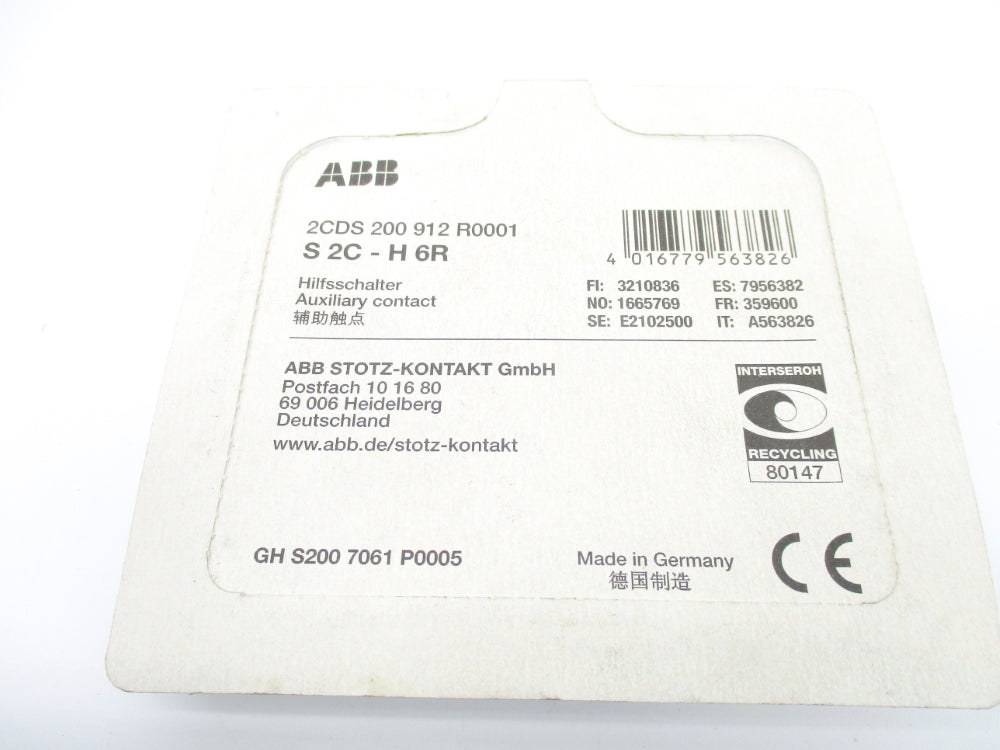 ABB
2CDS 200 912 R0001
S 2C - H 6R
Hilfsschalter
Auxiliary contact
辅助触点
4 016779 563826
FI: 3210836 ES: 7956382
NO: 1665769 FR: 359600
SE: E2102500 IT: A563826
ABB STOTZ-KONTAKT GmbH
Postfach 10 16 80
69 006 Heidelberg
Deutschland
www.abb.de/stotz-kontakt
INTERSEROH
RECYCLING
80147
GH S200 7061 P0005
Made in Germany
德国制造
CE